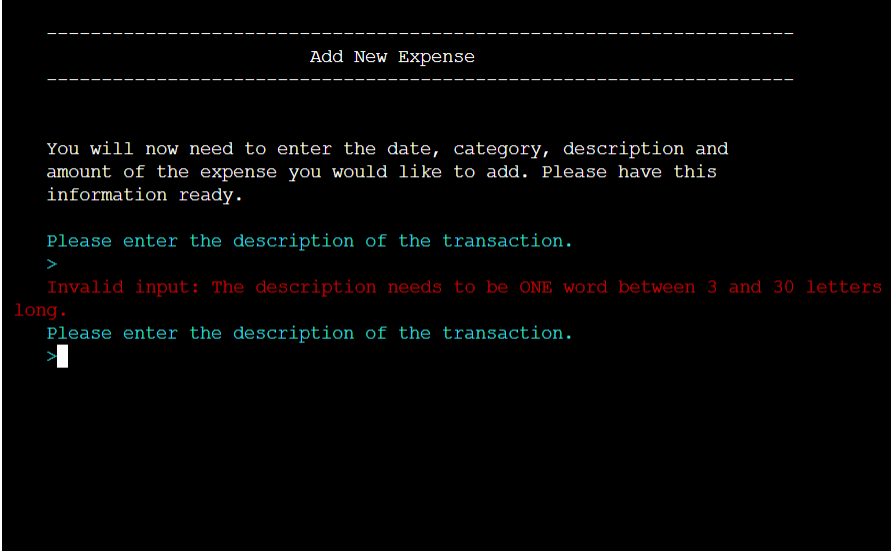 --------------------------------------------------------------------
Add New Expense
--------------------------------------------------------------------
You will now need to enter the date, category, description and
amount of the expense you would like to add. Please have this
information ready.
Please enter the description of the transaction.
>
Invalid input: The description needs to be ONE word between 3 and 30 letters
long.
Please enter the description of the transaction.
>